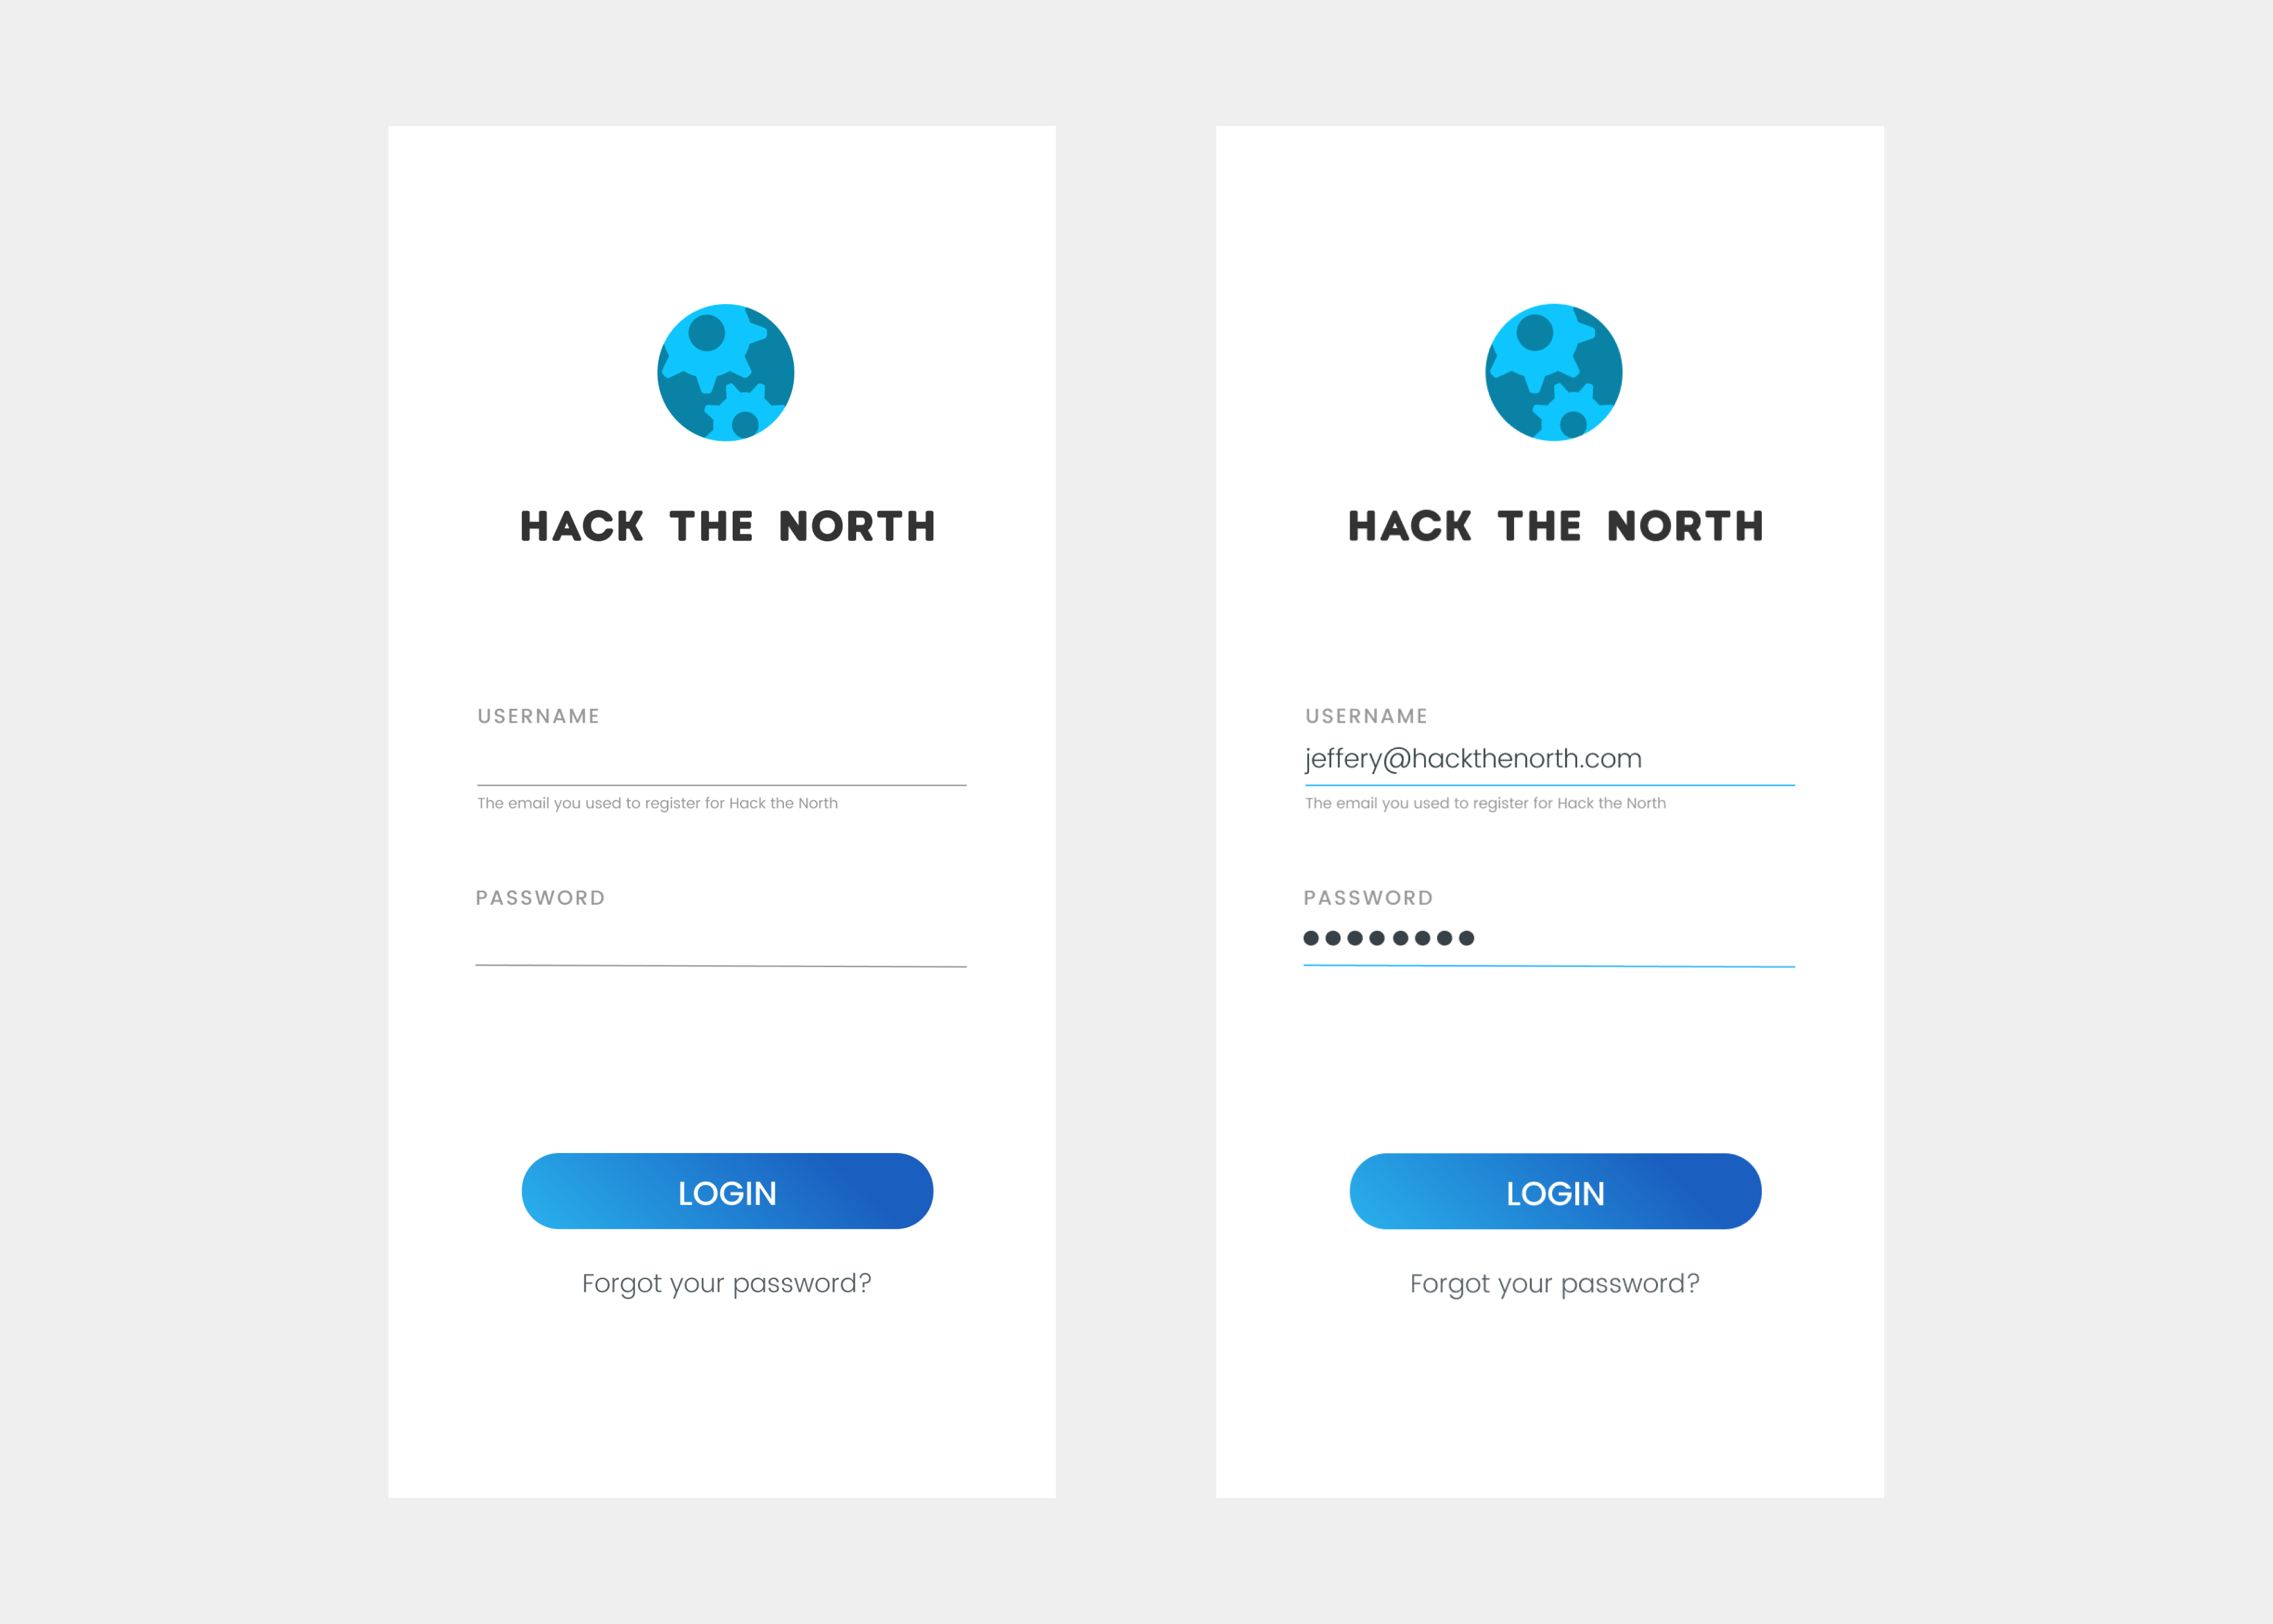 HACK THE NORTH
USERNAME
The email you used to register for Hack the North
PASSWORD
LOGIN
Forgot your password?
HACK THE NORTH
USERNAME
jeffery@hackthenorth.com
The email you used to register for Hack the North
PASSWORD
LOGIN
Forgot your password?